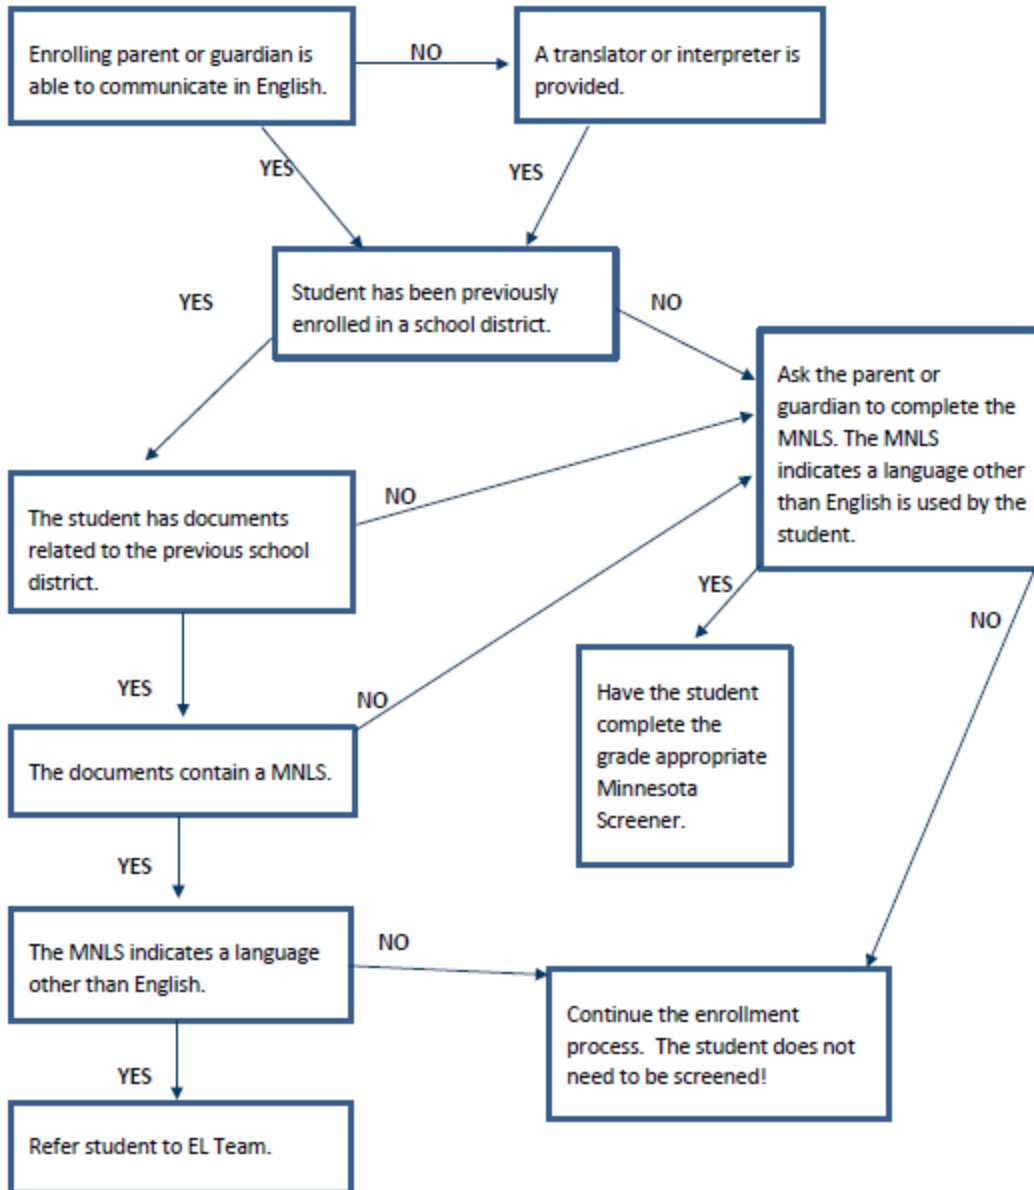 Enrolling parent or guardian is
able to communicate in English.
NO
A translator or interpreter is
provided.
YES
YES
Student has been previously
enrolled in a school district.
YES
NO
Ask the parent or
guardian to complete the
MNLS. The MNLS
indicates a language other
than English is used by the
student.
The student has documents
related to the previous school
district.
NO
YES
NO
YES
NO
Have the student
complete the
grade appropriate
Minnesota
Screener.
The documents contain a MNLS.
YES
The MNLS indicates a language
other than English.
NO
Continue the enrollment
process.  The student does not
need to be screened!
YES
Refer student to EL Team.